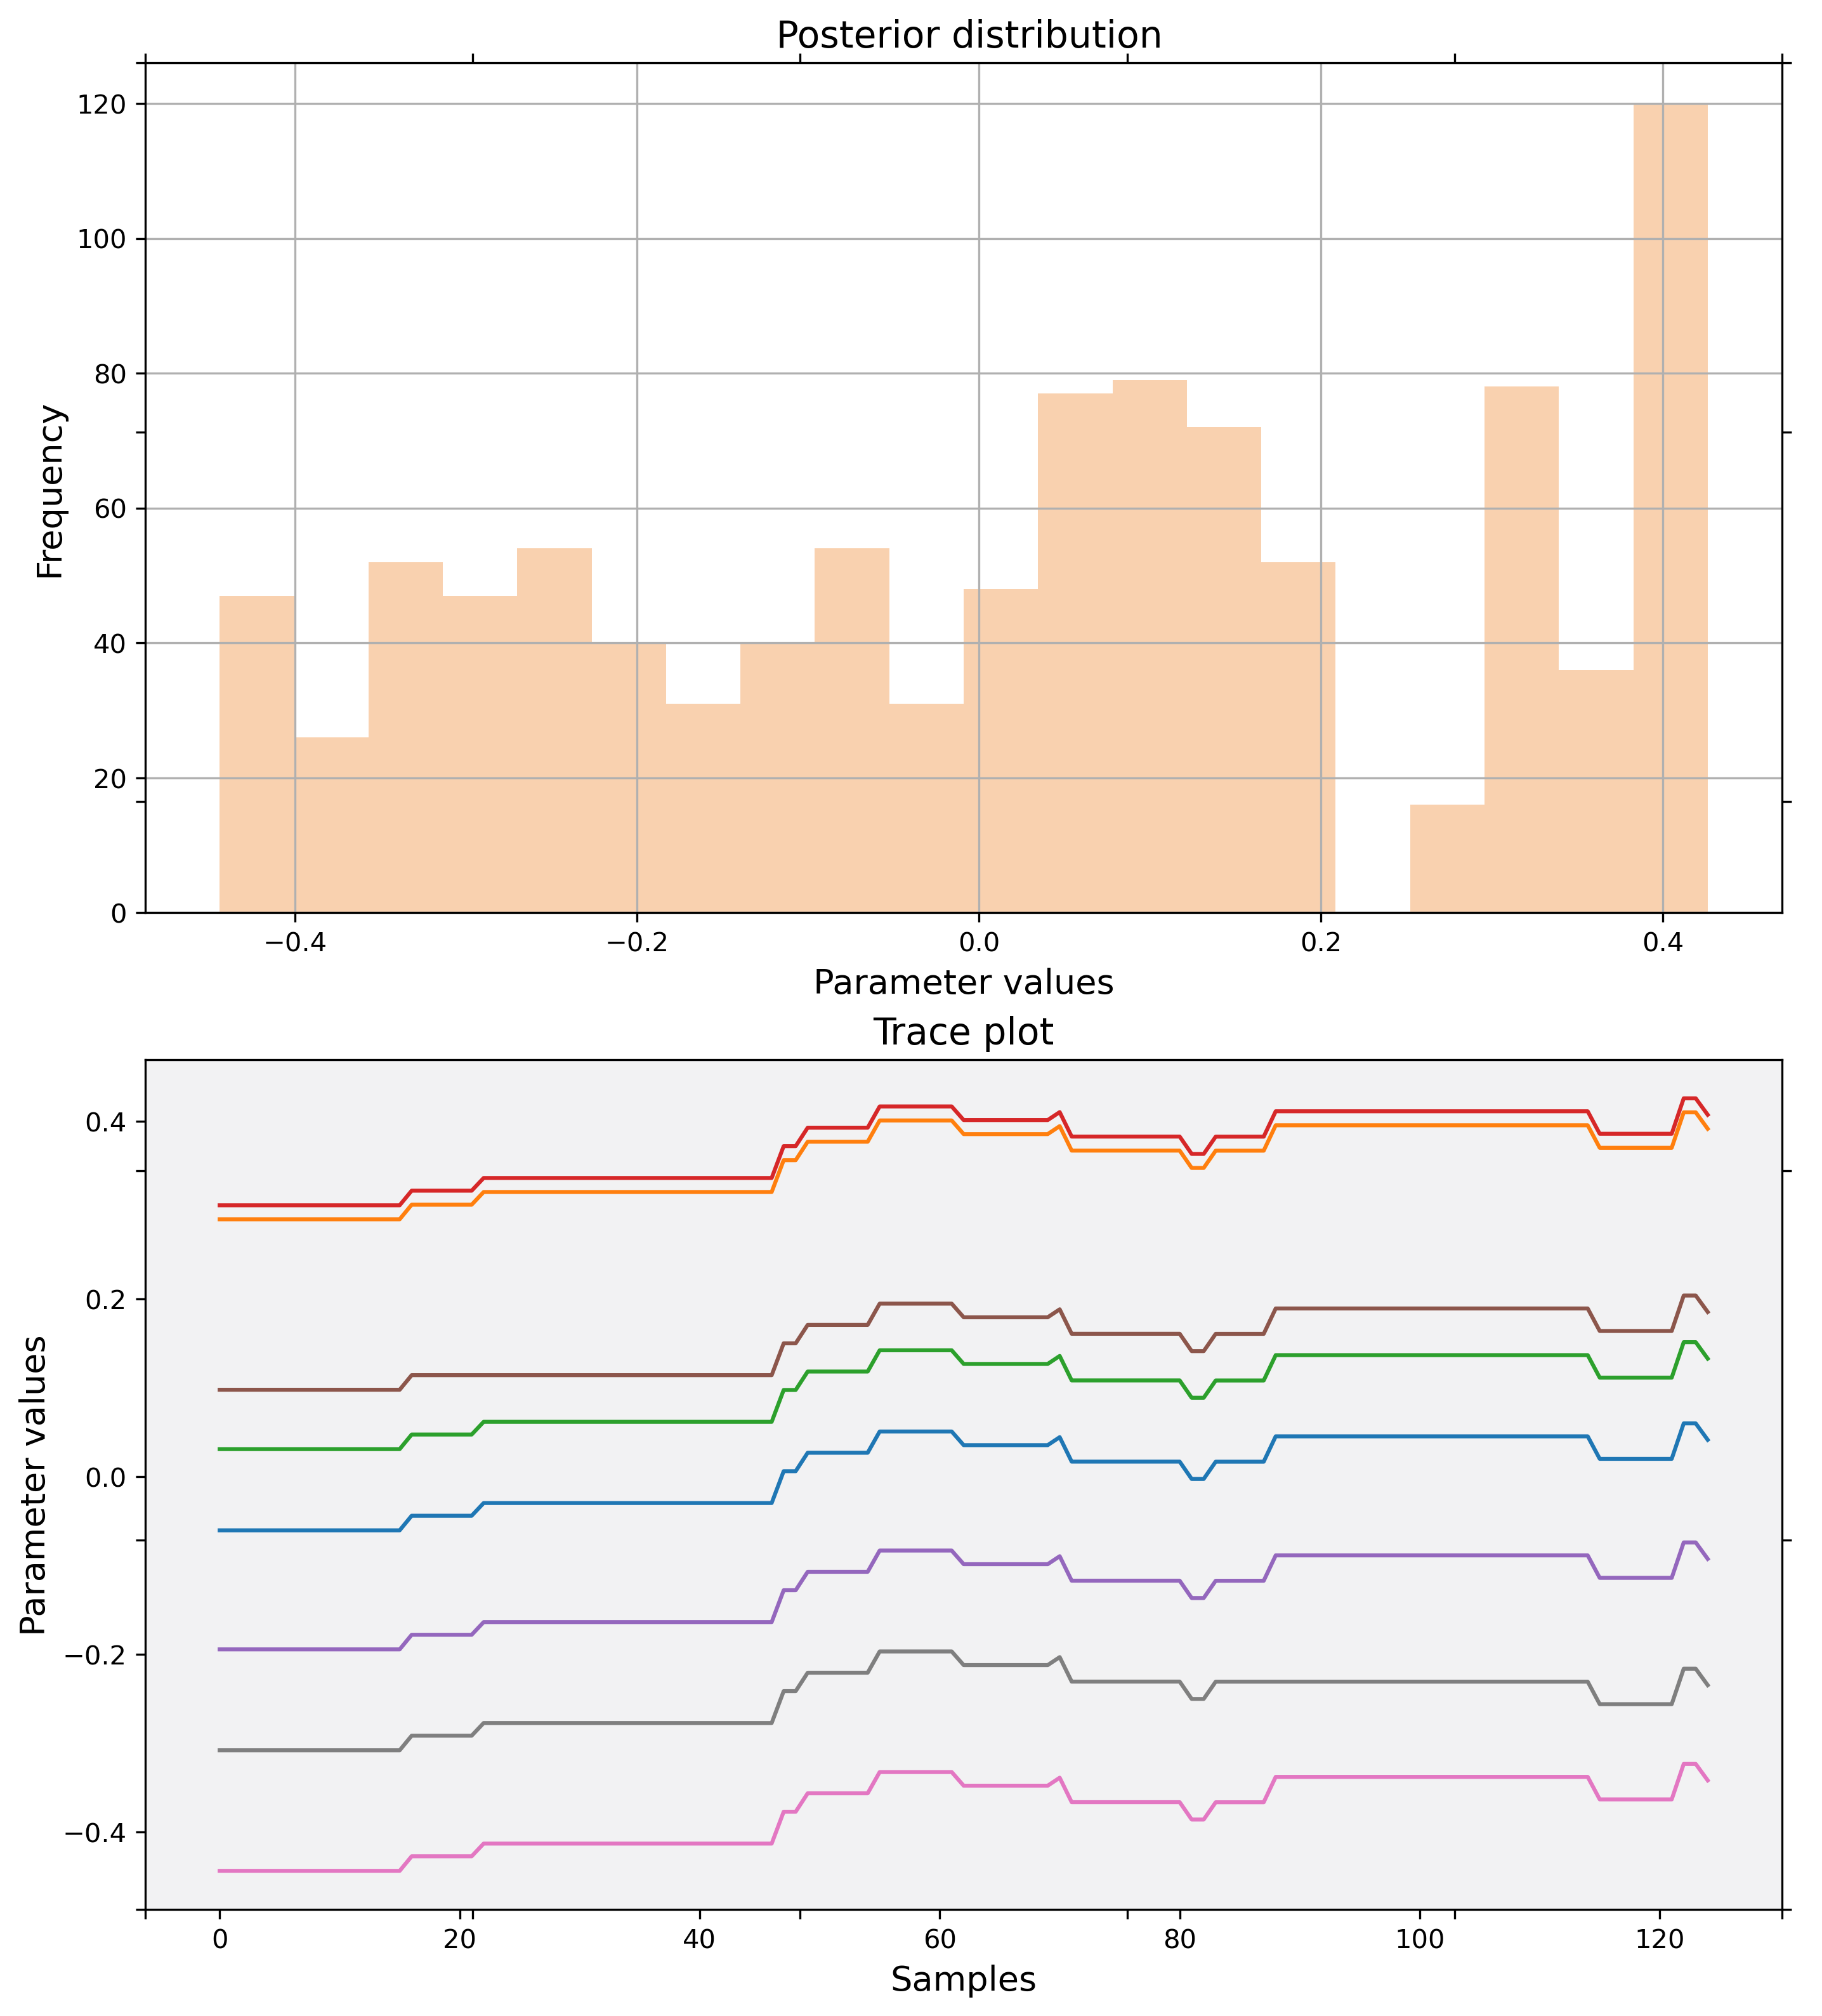 Posterior distribution
120
100
80
60
40
20
0
Frequency
−0.4 −0.2 0.0 0.2 0.4
Parameter values
Trace plot
0.4
0.2
0.0
−0.2
−0.4
Parameter values
0 20 40 60 80 100 120
Samples